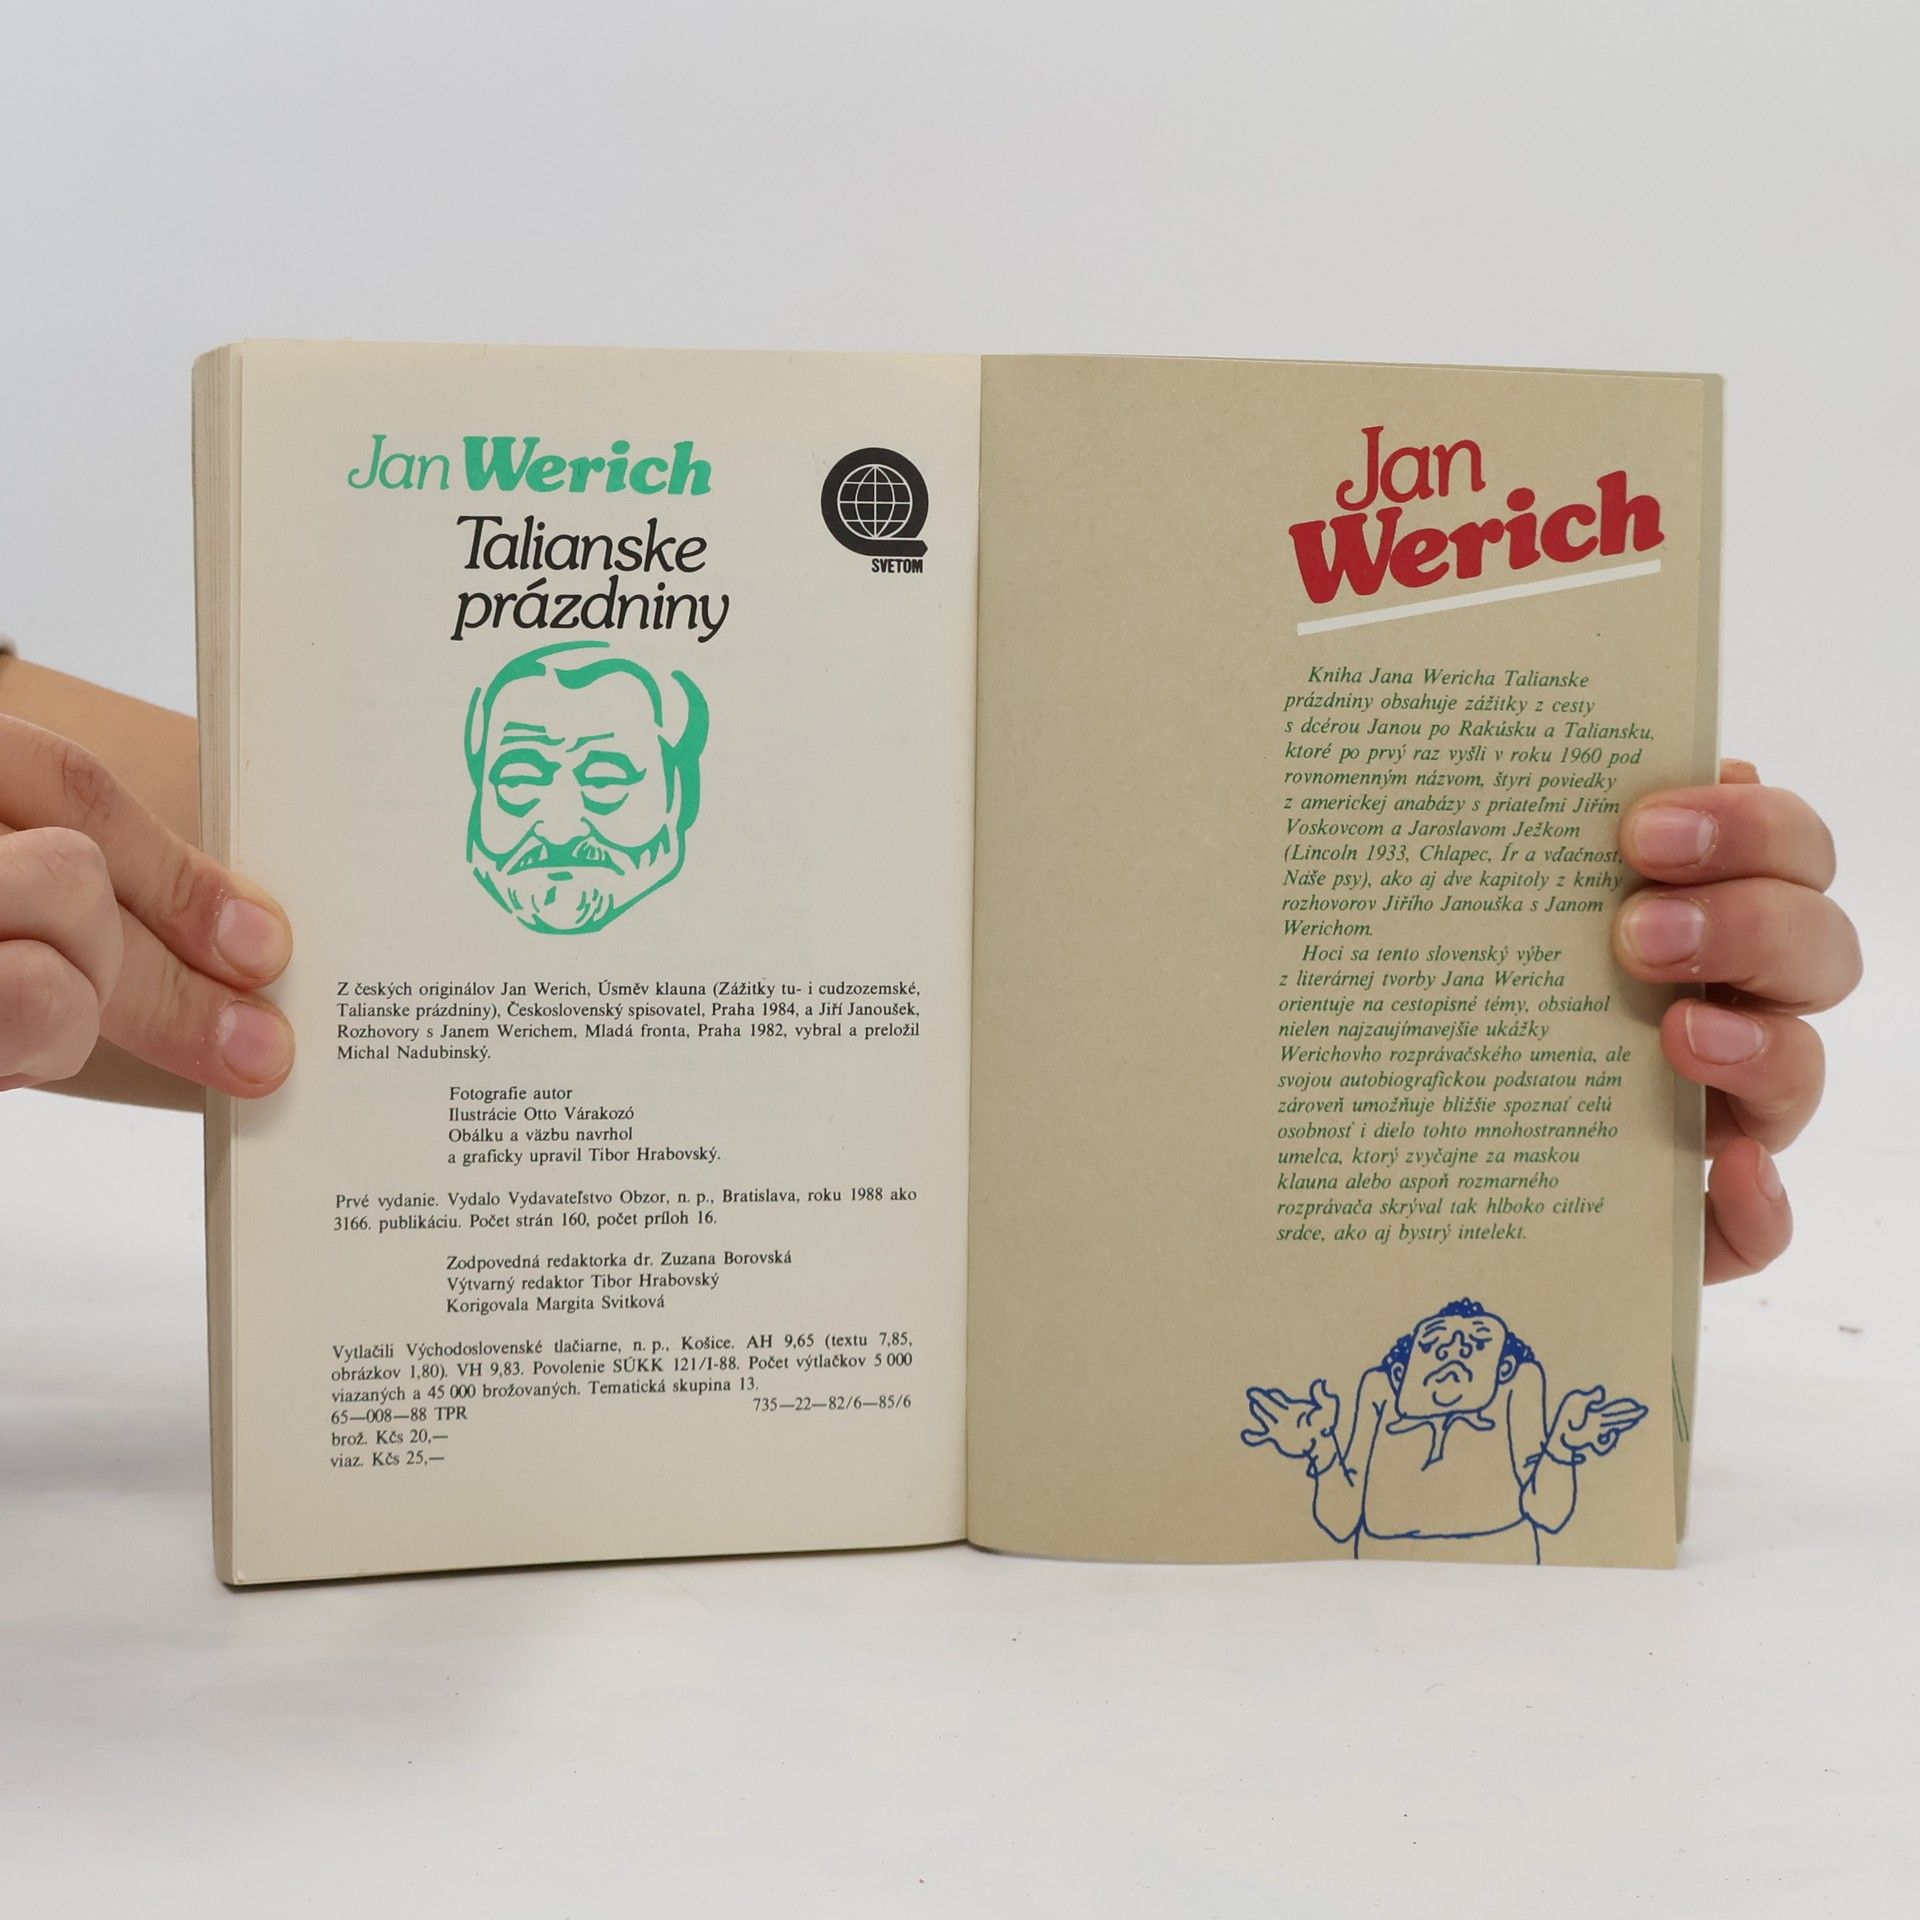 Jan Werich
Talianske
prázdniny
SVETOM
Z českých originálov Jan Werich, Úsměv klauna (Zážitky tu- i cudzozemské,
Talianske prázdniny), Československý spisovatel, Praha 1984, a Jiří Janoušek,
Rozhovory s Janem Werichem, Mladá fronta, Praha 1982, vybral a preložil
Michal Nadubinský.
Fotografie autor
Ilustrácie Otto Várakozó
Obálku a väzbu navrhol
a graficky upravil Tibor Hrabovský.
Prvé vydanie. Vydalo Vydavateľstvo Obzor, n. p., Bratislava, roku 1988 ako
3166. publikáciu. Počet strán 160, počet príloh 16.
Zodpovedná redaktorka dr. Zuzana Borovská
Výtvarný redaktor Tibor Hrabovský
Korigovala Margita Svitková
Vytlačili Východoslovenské tlačiarne, n. p., Košice. AH 9,65 (textu 7,85,
obrázkov 1,80). VH 9,83. Povolenie SÚKK 121/I-88. Počet výtlačkov 5 000
viazaných a 45 000 brožovaných. Tematická skupina 13.
65—008—88 TPR 735—22—82/6—85/6
brož. Kčs 20,—
viaz. Kčs 25,—
Jan
Werich
Kniha Jana Wericha Talianske
prázdniny obsahuje zážitky z cesty
s dcérou Janou po Rakúsku a Taliansku,
ktoré po prvý raz vyšli v roku 1960 pod
rovnomenným názvom, štyri poviedky
z americkej anabázy s priateľmi Jiřím
Voskovcom a Jaroslavom Ježkom
(Lincoln 1933, Chlapec, Ír a vďačnosť,
Naše psy), ako aj dve kapitoly z knihy
rozhovorov Jiřího Janouška s Janom
Werichom.
Hoci sa tento slovenský výber
z literárnej tvorby Jana Wericha
orientuje na cestopisné témy, obsiahol
nielen najzaujímavejšie ukážky
Werichovho rozprávačského umenia, ale
svojou autobiografickou podstatou nám
zároveň umožňuje bližšie spoznať celú
osobnosť i dielo tohto mnohostranného
umelca, ktorý zvyčajne za maskou
klauna alebo aspoň rozmarného
rozprávača skrýval tak hlboko citlivé
srdce, ako aj bystrý intelekt.